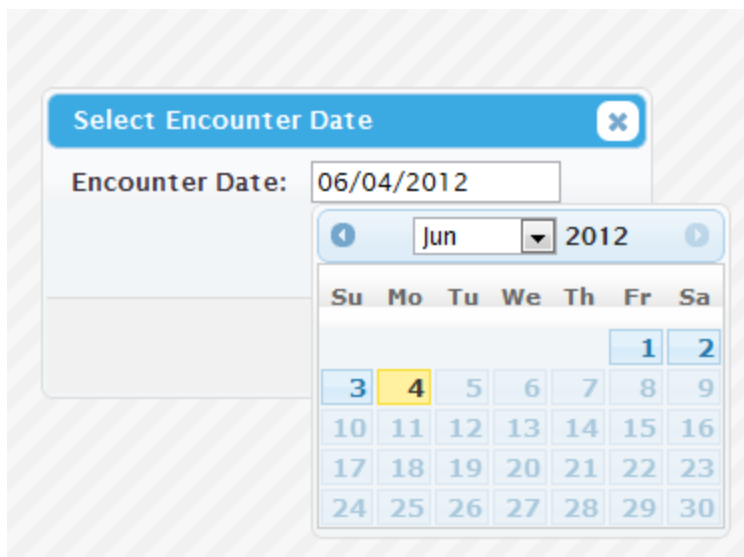 Select Encounter Date
Encounter Date: 06/04/2012
Jun 2012
Su Mo Tu We Th Fr Sa
1 2
3 4 5 6 7 8 9
10 11 12 13 14 15 16
17 18 19 20 21 22 23
24 25 26 27 28 29 30